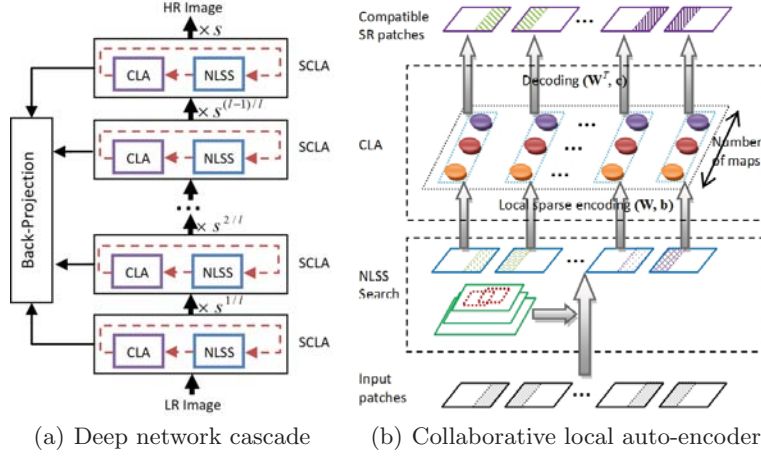 HR Image
× s
CLA
NLSS
SCLA
× s^(l-1)/l
CLA
NLSS
SCLA
...
× s^2/l
CLA
NLSS
SCLA
× s^1/l
CLA
NLSS
SCLA
LR Image
Back-Projection
(a) Deep network cascade
Compatible
SR patches
...
Decoding (W^T, c)
CLA
...
...
...
Number
of maps
Local sparse encoding (W, b)
NLSS
Search
...
Input
patches
...
(b) Collaborative local auto-encoder